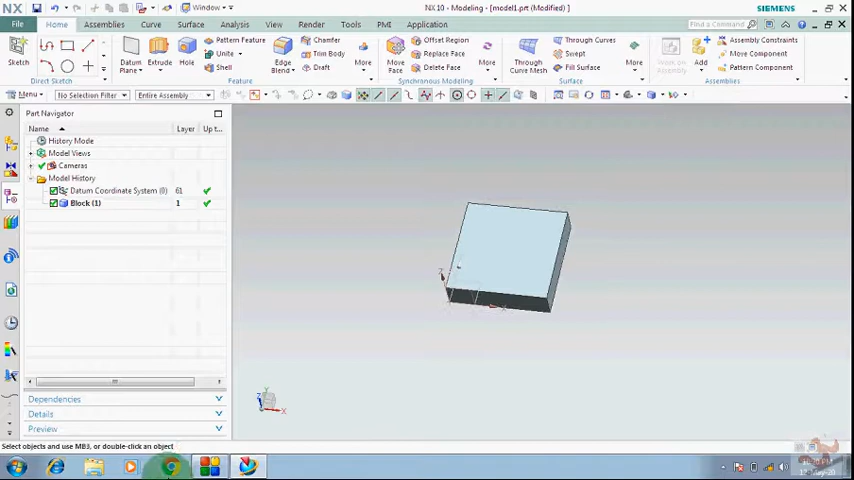 NX
Window
NX 10 - Modeling - [model1.prt (Modified) ]
SIEMENS
File
Home
Assemblies
Curve
Surface
Analysis
View
Render
Tools
PMI
Application
Find a Command
Sketch
Direct Sketch
Datum Plane
Extrude
Hole
Pattern Feature
Unite
Shell
Chamfer
Trim Body
Draft
Edge Blend
More
Feature
Move Face
Offset Region
Replace Face
Delete Face
More
Synchronous Modeling
Through Curve Mesh
Through Curves
Swept
Fill Surface
More
Surface
Work on Assembly
Add
Assembly Constraints
Move Component
Pattern Component
Assemblies
Menu
No Selection Filter
Entire Assembly
Part Navigator
Name
Layer
Up t...
History Mode
Model Views
Cameras
Model History
Datum Coordinate System (0)
61
Block (1)
1
Dependencies
Details
Preview
Z
Y
X
Z
Y
X
Select objects and use MB3, or double-click an object